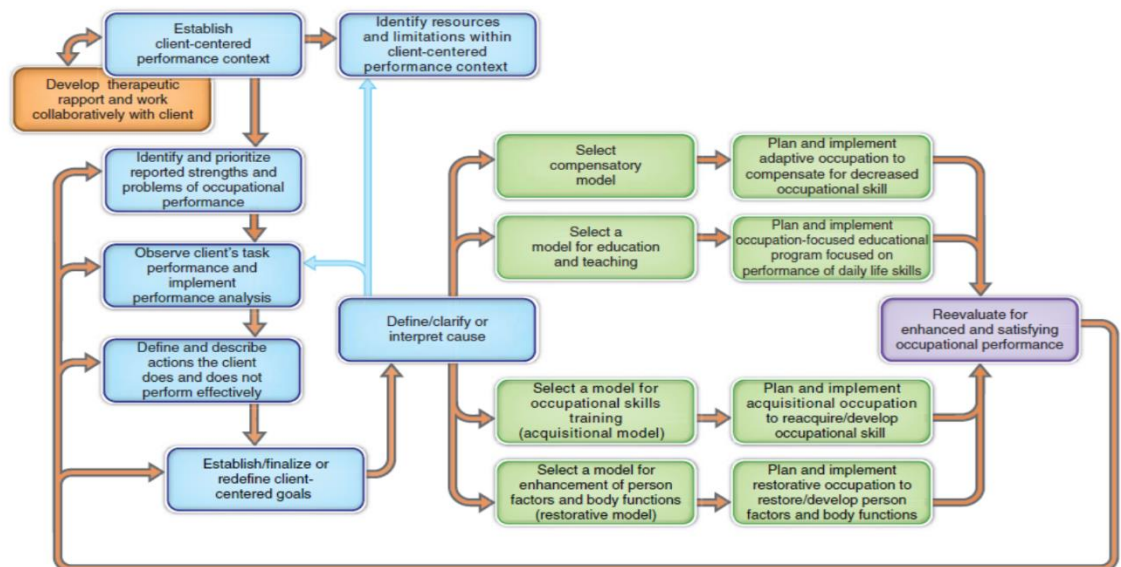 Establish
client-centered
performance context
Identify resources
and limitations within
client-centered
performance context
Develop therapeutic
rapport and work
collaboratively with client
Identify and prioritize
reported strengths and
problems of occupational
performance
Observe client's task
performance and
implement
performance analysis
Define and describe
actions the client
does and does not
perform effectively
Establish/finalize or
redefine client-
centered goals
Define/clarify or
interpret cause
Select
compensatory
model
Plan and implement
adaptive occupation to
compensate for decreased
occupational skill
Select a
model for education
and teaching
Plan and implement
occupation-focused educational
program focused on
performance of daily life skills
Select a model for
occupational skills
training
(acquisitional model)
Plan and implement
acquisitional occupation
to reacquire/develop
occupational skill
Select a model for
enhancement of person
factors and body functions
(restorative model)
Plan and implement
restorative occupation to
restore/develop person
factors and body functions
Reevaluate for
enhanced and satisfying
occupational performance